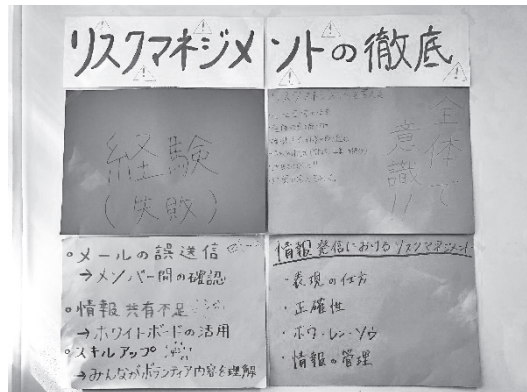 リスクマネジメントの徹底
経験
(失敗)
全体で
意識!!
・メールの誤送信
→メンバー間の確認
・情報共有不足
→ホワイトボードの活用
・スキルアップ
→みんながボランティア内容を理解
情報発信におけるリスクマネジメント
・表現の仕方
・正確性
・ホウ・レン・ソウ
・情報の管理